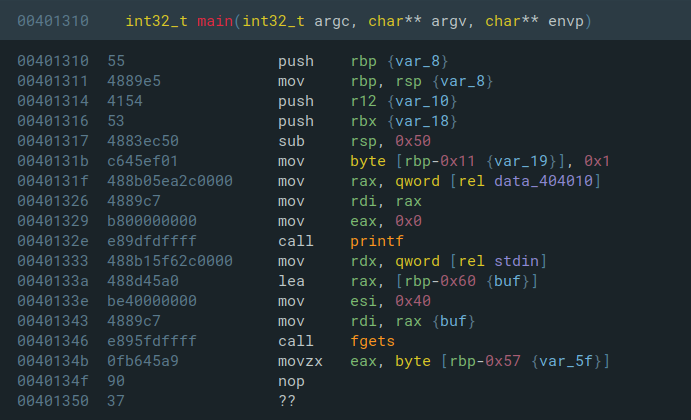 00401310 int32_t main(int32_t argc, char** argv, char** envp)
00401310 55 push rbp {var_8}
00401311 4889e5 mov rbp, rsp {var_8}
00401314 4154 push r12 {var_10}
00401316 53 push rbx {var_18}
00401317 4883ec50 sub rsp, 0x50
0040131b c645ef01 mov byte [rbp-0x11 {var_19}], 0x1
0040131f 488b05ea2c0000 mov rax, qword [rel data_404010]
00401326 4889c7 mov rdi, rax
00401329 b800000000 mov eax, 0x0
0040132e e89dfdffff call printf
00401333 488b15f62c0000 mov rdx, qword [rel stdin]
0040133a 488d45a0 lea rax, [rbp-0x60 {buf}]
0040133e be40000000 mov esi, 0x40
00401343 4889c7 mov rdi, rax {buf}
00401346 e895fdffff call fgets
0040134b 0fb645a9 movzx eax, byte [rbp-0x57 {var_5f}]
0040134f 90 nop
00401350 37 ??